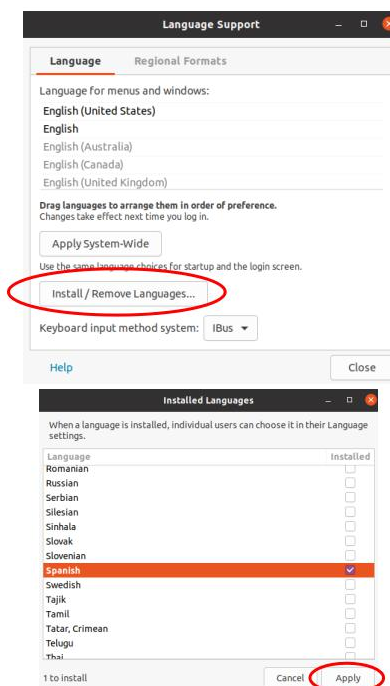 Language Support
Language Regional Formats
Language for menus and windows:
English (United States)
English
English (Australia)
English (Canada)
English (United Kingdom)
Drag languages to arrange them in order of preference.
Changes take effect next time you log in.
Apply System-Wide
Use the same language choices for startup and the login screen.
Install / Remove Languages...
Keyboard input method system: IBus
Help Close
Installed Languages
When a language is installed, individual users can choose it in their Language
settings.
Language Installed
Romanian
Russian
Serbian
Silesian
Sinhala
Slovak
Slovenian
Spanish
Swedish
Tajik
Tamil
Tatar, Crimean
Telugu
Thai
1 to install Cancel Apply